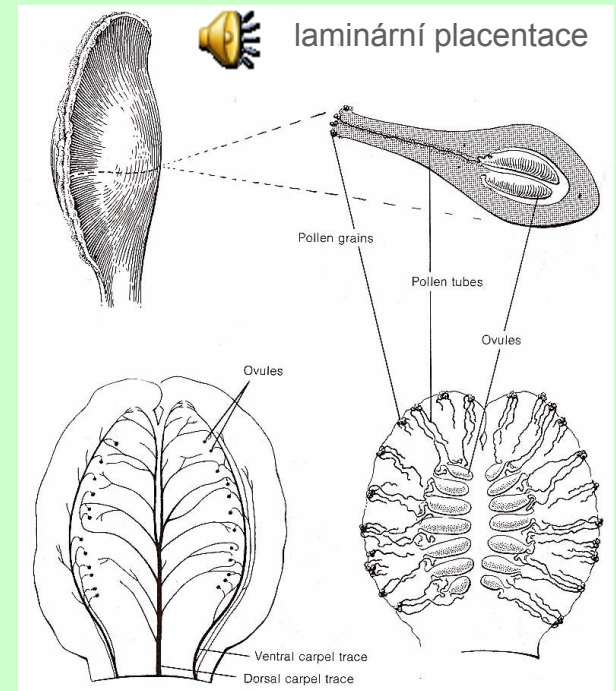 laminární placentace
Pollen grains
Pollen tubes
Ovules
Ovules
Ventral carpel trace
Dorsal carpel trace